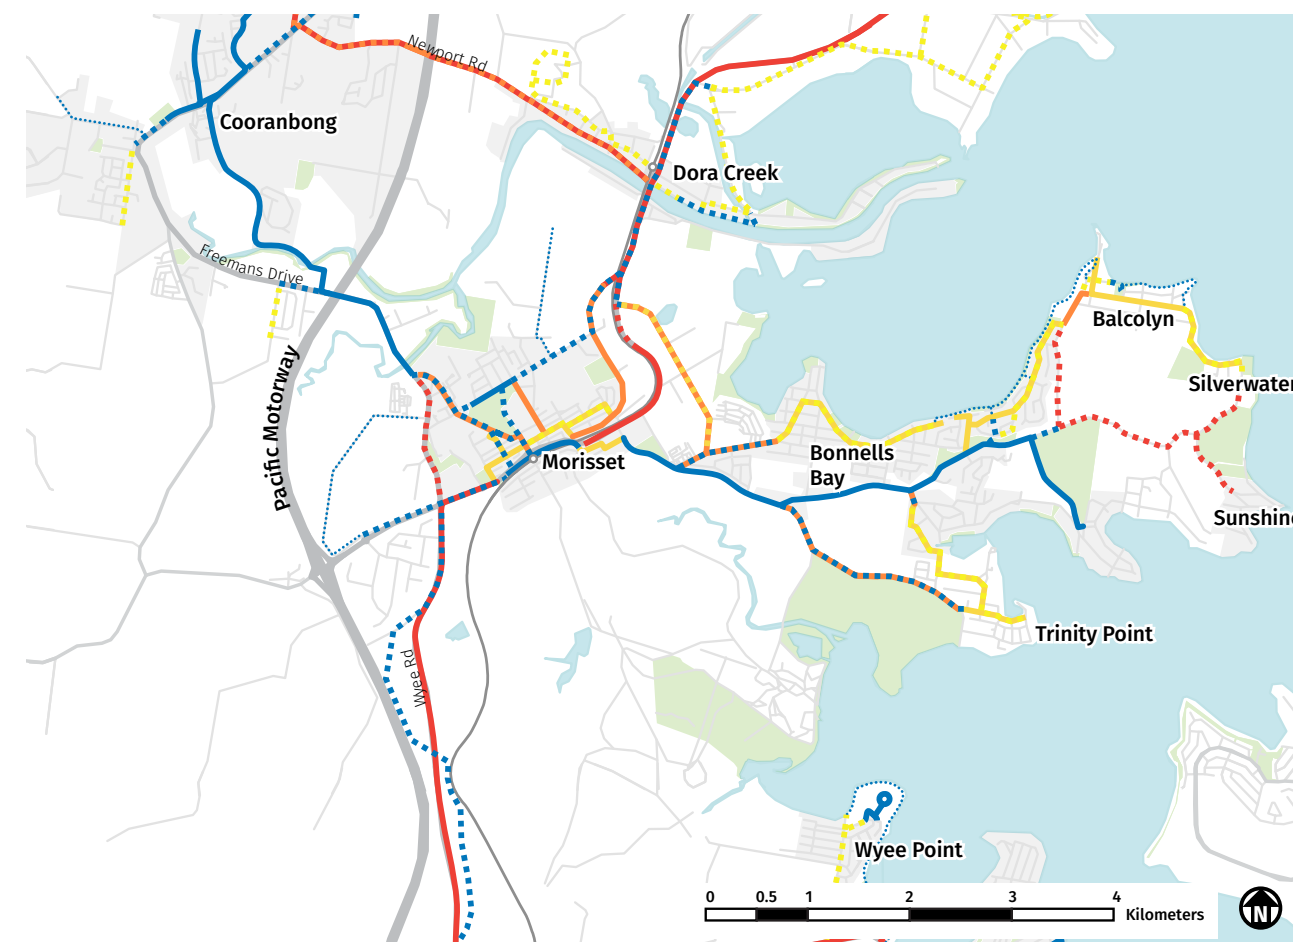 Newport Rd
Cooranbong
Dora Creek
Freemans Drive
Balcolyn
Silverwater
Pacific Motorway
Morisset
Bonnells
Bay
Sunshine
Trinity Point
Wyee Rd
Wyee Point
0 0.5 1 2 3 4
Kilometers
N